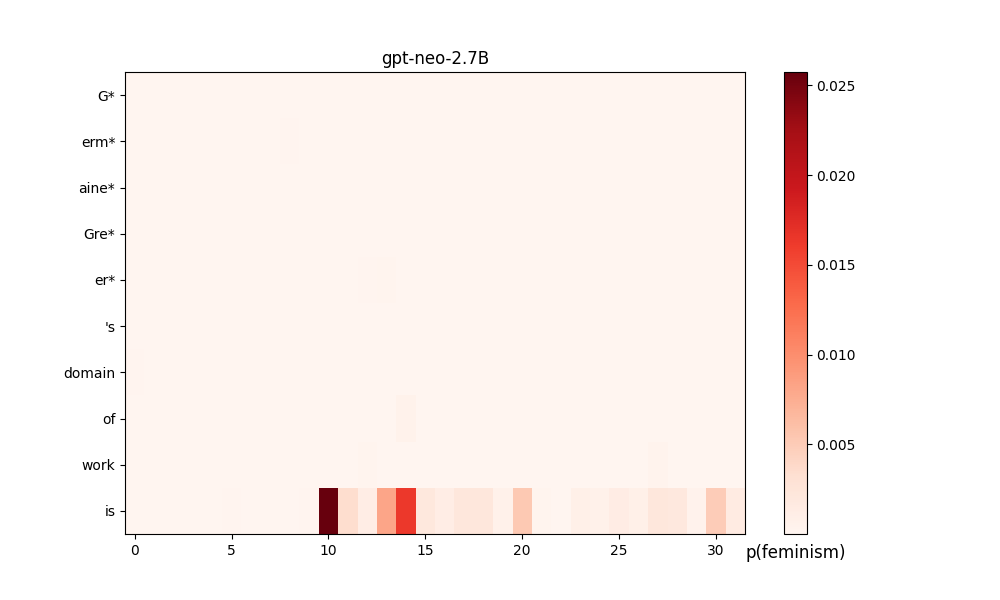 gpt-neo-2.7B
G*
erm*
aine*
Gre*
er*
's
domain
of
work
is
0 5 10 15 20 25 30
p(feminism)
0.025
0.020
0.015
0.010
0.005